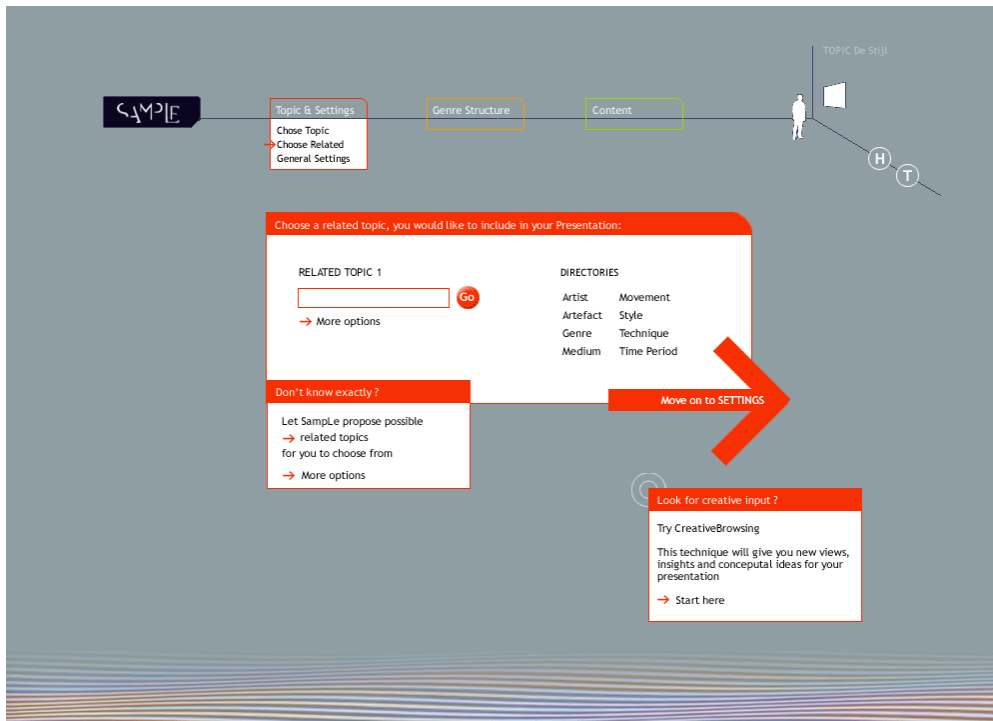 TOPIC De Stijl
SAMPLE
Topic & Settings
Genre Structure
Content
Chose Topic
Choose Related
General Settings
H
T
Choose a related topic, you would like to include in your Presentation:
RELATED TOPIC 1
Go
More options
DIRECTORIES
Artist Movement
Artefact Style
Genre Technique
Medium Time Period
Move on to SETTINGS
Don't know exactly ?
Let SampLe propose possible
related topics
for you to choose from
More options
Look for creative input ?
Try CreativeBrowsing
This technique will give you new views,
insights and conceputal ideas for your
presentation
Start here